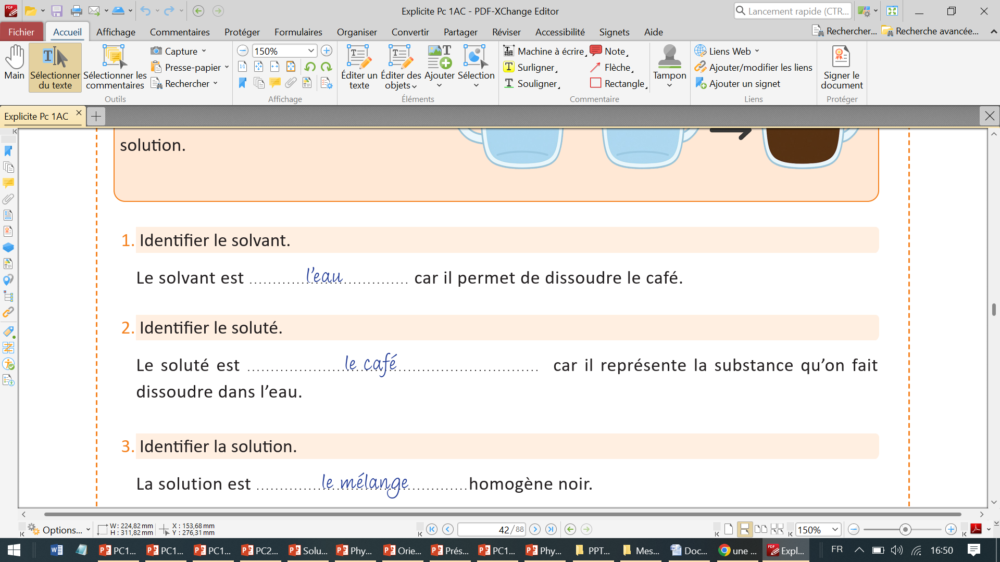 Explicite Pc 1AC - PDF-XChange Editor
Lancement rapide (CTR...
Fichier Accueil Affichage Commentaires Protéger Formulaires Organiser Convertir Partager Réviser Accessibilité Signets Aide
Rechercher... Recherche avancée...
Main
Sélectionner du texte
Sélectionner les commentaires
Capture
Presse-papier
Rechercher
Outils
150%
Affichage
Éditer un texte
Éditer des objets
Ajouter
Sélection
Éléments
Machine à écrire
Surligner
Souligner
Note
Flèche
Rectangle
Commentaire
Tampon
Liens Web
Ajouter/modifier les liens
Ajouter un signet
Liens
Signer le document
Protéger
Explicite Pc 1AC
solution.
1. Identifier le solvant.
Le solvant est l'eau car il permet de dissoudre le café.
2. Identifier le soluté.
Le soluté est le café car il représente la substance qu'on fait
dissoudre dans l'eau.
3. Identifier la solution.
La solution est le mélange homogène noir.
Options...
W : 224,82 mm
H : 311,82 mm
X : 153,68 mm
Y : 276,31 mm
42 / 88
150%
PC1... PC1... PC1... PC2... Solu... Phy... Orie... Prés... PC1... Phy... PPT... Mes... Doc... une ... Expl... FR 16:50